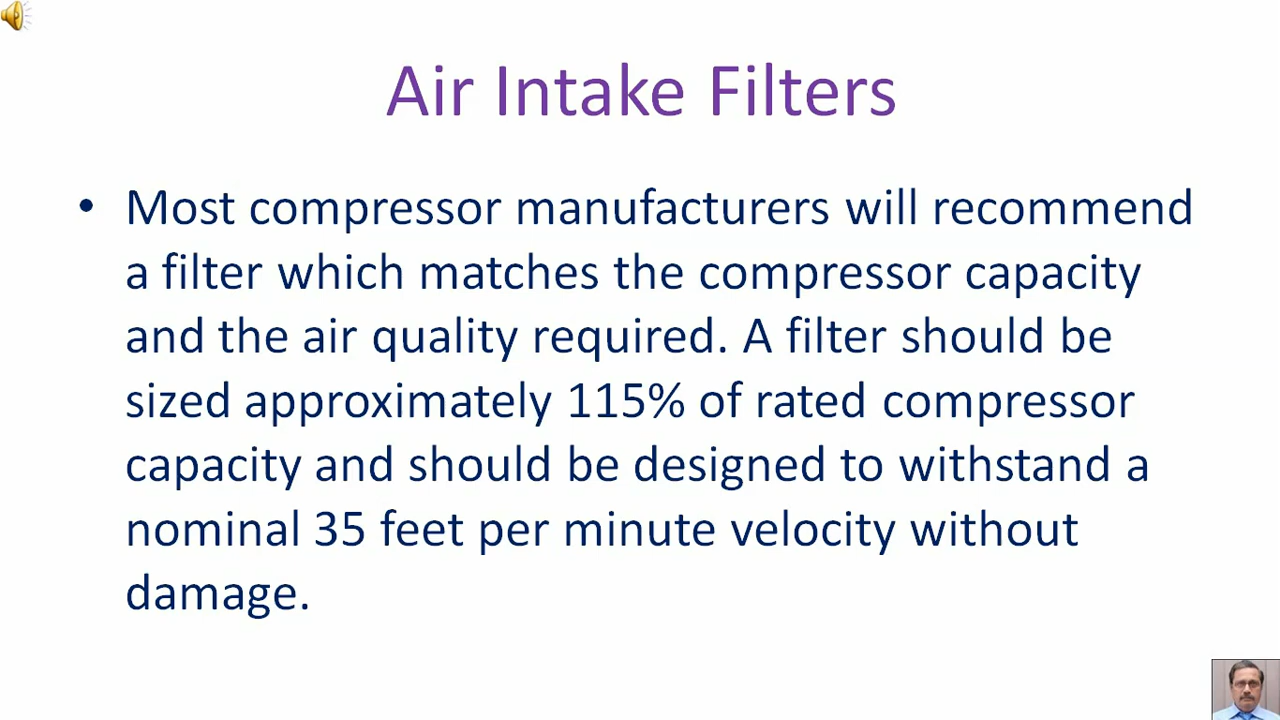 Air Intake Filters
• Most compressor manufacturers will recommend
a filter which matches the compressor capacity
and the air quality required. A filter should be
sized approximately 115% of rated compressor
capacity and should be designed to withstand a
nominal 35 feet per minute velocity without
damage.